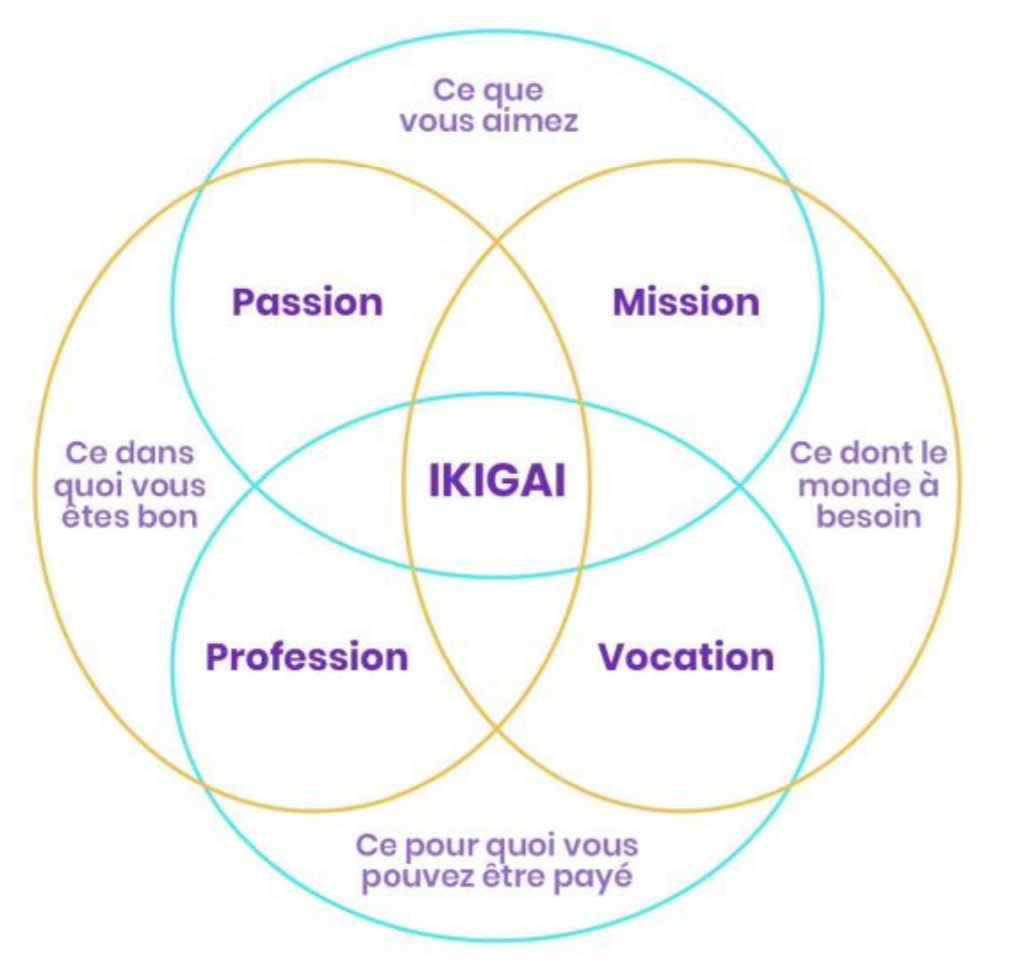 Ce que
vous aimez
Passion
Mission
Ce dans
quoi vous
êtes bon
IKIGAI
Ce dont le
monde à
besoin
Profession
Vocation
Ce pour quoi vous
pouvez être payé